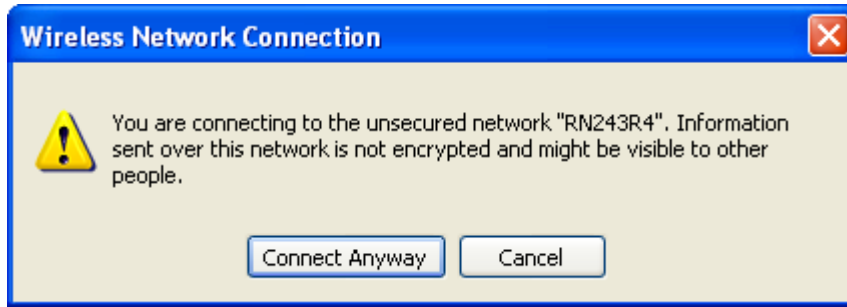 Wireless Network Connection
You are connecting to the unsecured network "RN243R4". Information
sent over this network is not encrypted and might be visible to other
people.
Connect Anyway
Cancel